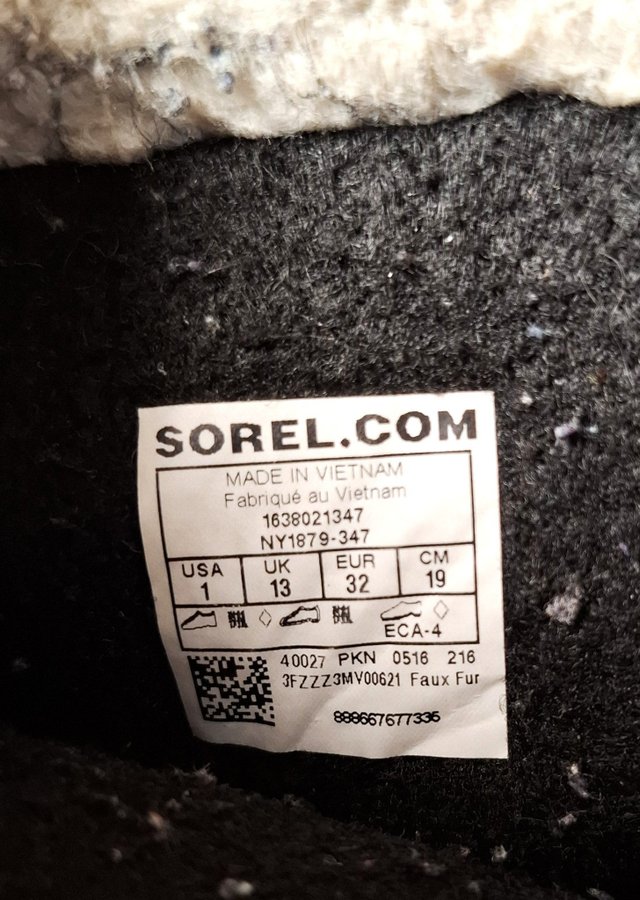 SOREL.COM
MADE IN VIETNAM
Fabriqué au Vietnam
1638021347
NY1879-347
USA UK EUR CM
1 13 32 19
ECA-4
40027 PKN 0516 216
3FZZZ3MV00621 Faux Fur
888667677336